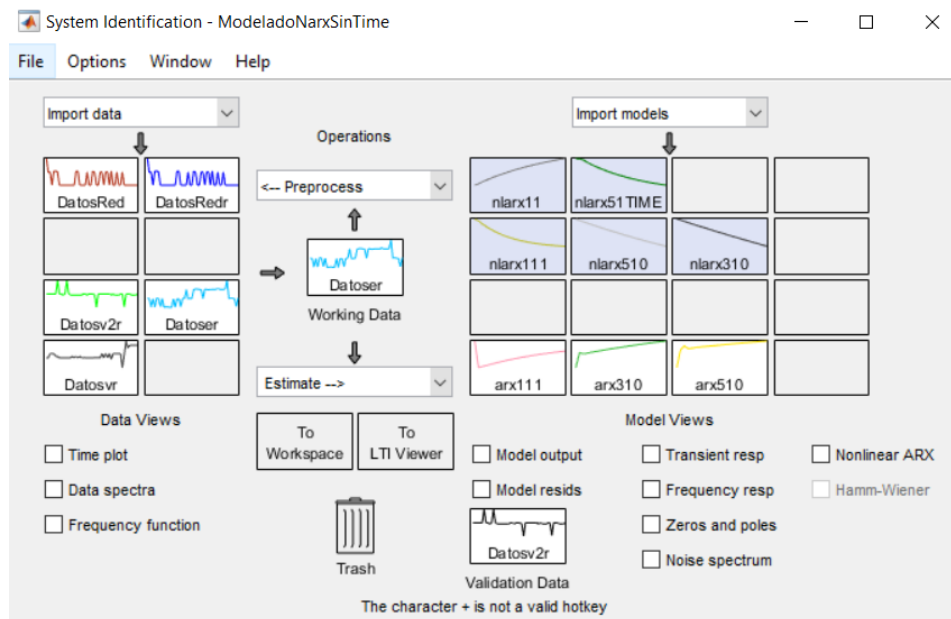 System Identification - ModeladoNarxSinTime
File Options Window Help
Import data
Import models
Operations
<-- Preprocess
DatosRed
DatosRedr
nlarx11
nlarx51TIME
Datoser
Working Data
nlarx111
nlarx510
nlarx310
Datosv2r
Datoser
Datosvr
Estimate -->
arx111
arx310
arx510
Data Views
Model Views
To Workspace
To LTI Viewer
Time plot
Data spectra
Frequency function
Model output
Transient resp
Nonlinear ARX
Model resids
Frequency resp
Hamm-Wiener
Datosv2r
Zeros and poles
Noise spectrum
Trash
Validation Data
The character + is not a valid hotkey